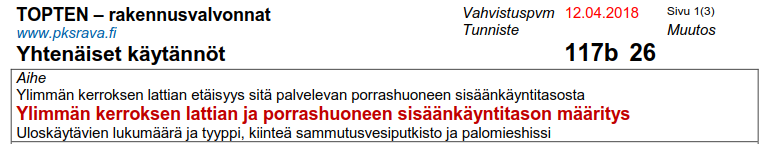 TOPTEN – rakennusvalvonnat Vahvistuspvm 12.04.2018 Sivu 1(3)
www.pksrava.fi Tunniste Muutos
Yhtenäiset käytännöt 117b 26
Aihe
Ylimmän kerroksen lattian etäisyys sitä palvelevan porrashuoneen sisäänkäyntitasosta
Ylimmän kerroksen lattian ja porrashuoneen sisäänkäyntitason määritys
Uloskäytävien lukumäärä ja tyyppi, kiinteä sammutusvesiputkisto ja palomieshissi